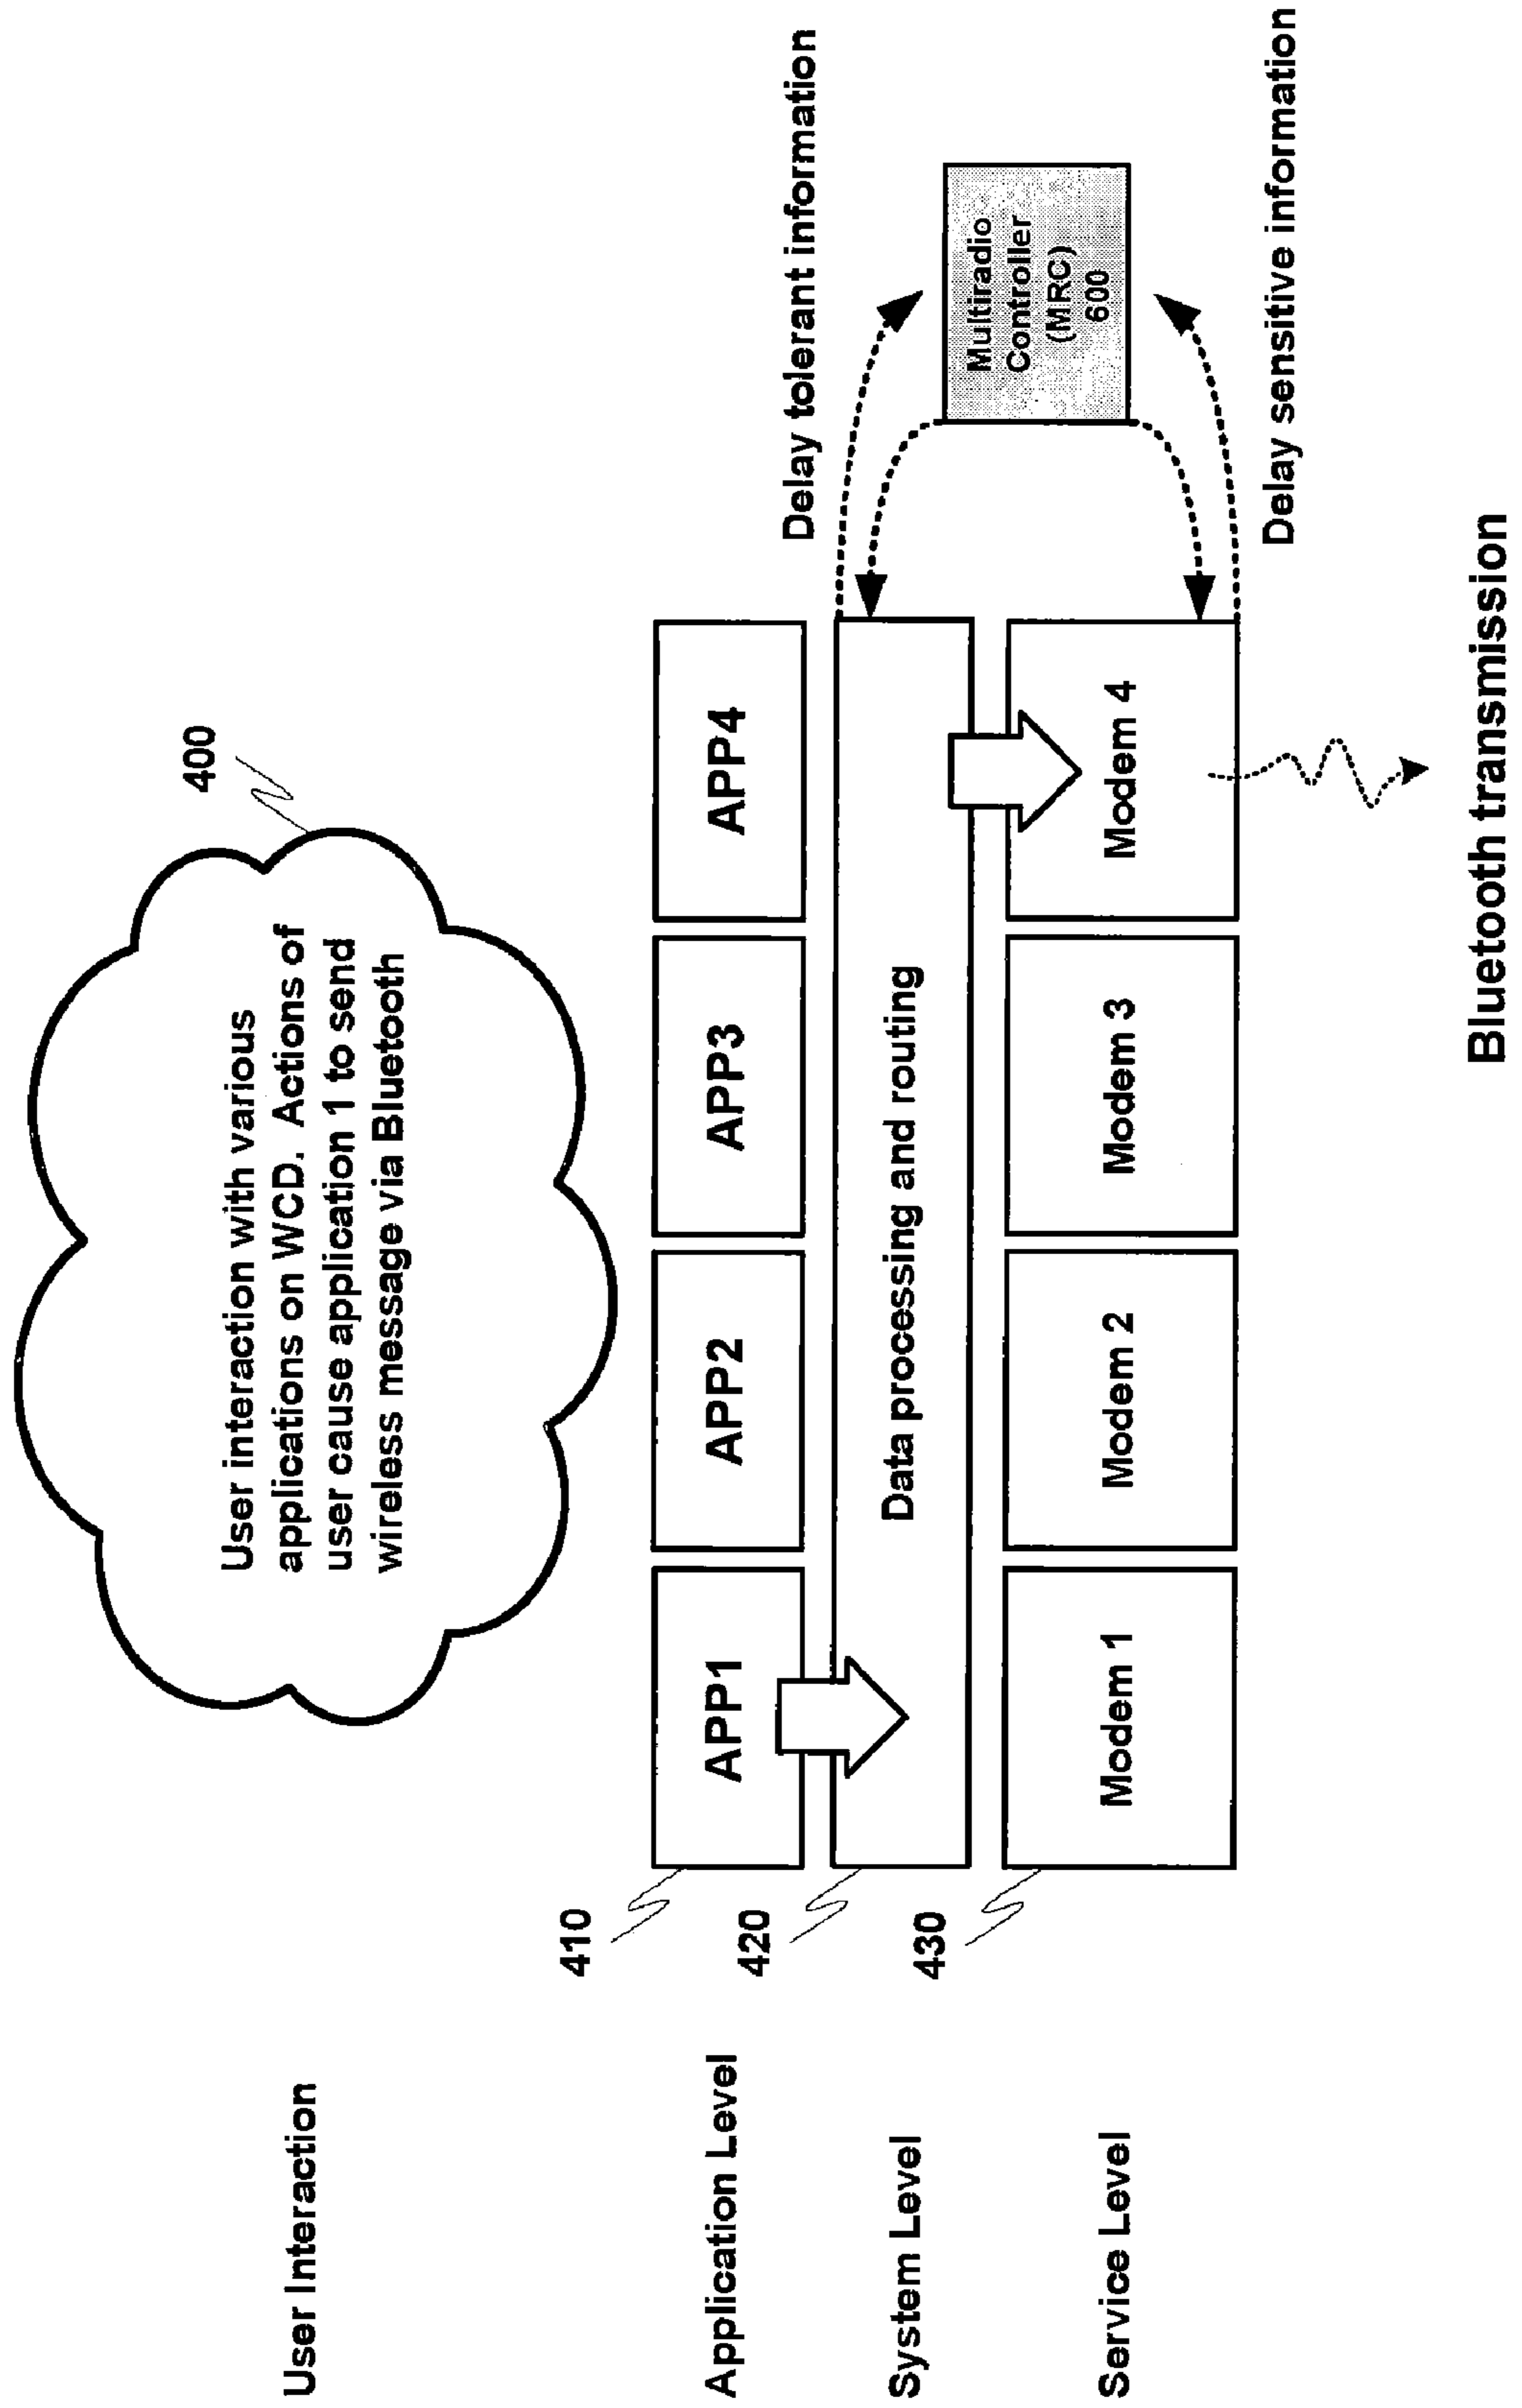 User Interaction
400
User interaction with various
applications on WCD. Actions of
user cause application 1 to send
wireless message via Bluetooth
410
Application Level
APP1
APP2
APP3
APP4
420
System Level
Data processing and routing
Delay tolerant information
Multiradio
Controller
(MRC)
600
430
Service Level
Modem 1
Modem 2
Modem 3
Modem 4
Delay sensitive information
Bluetooth transmission